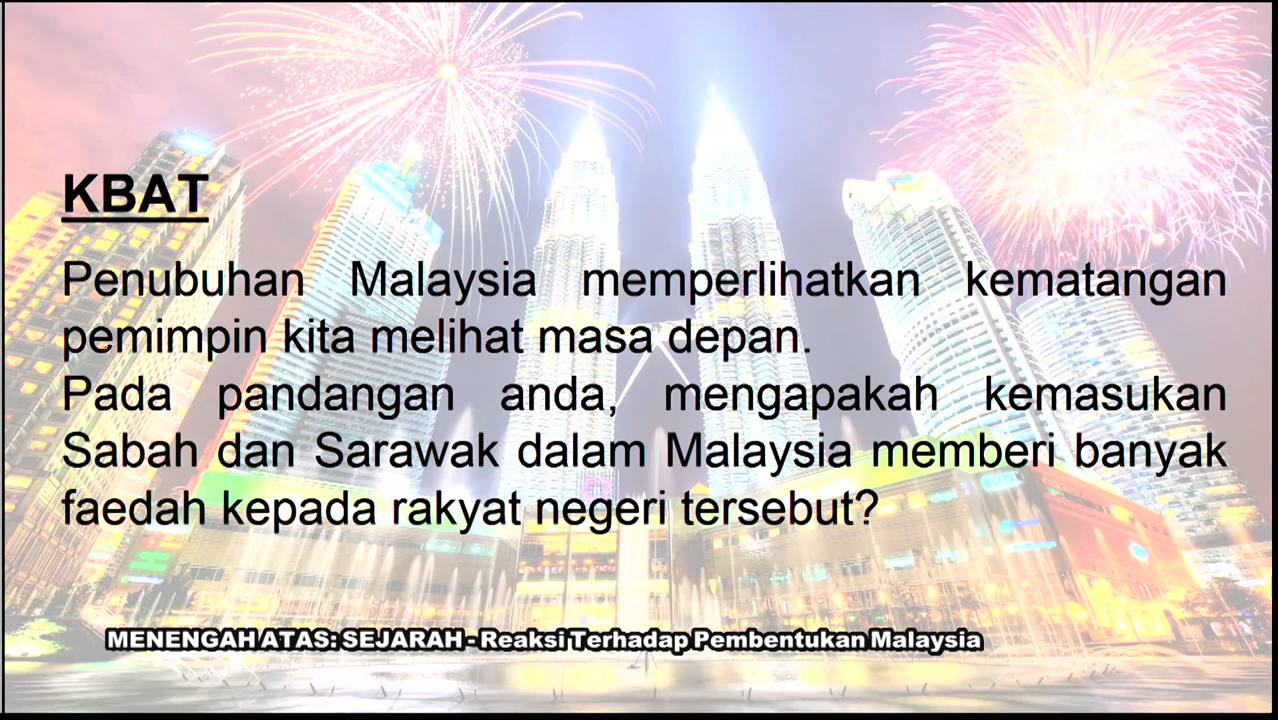 KBAT
Penubuhan Malaysia memperlihatkan kematangan
pemimpin kita melihat masa depan.
Pada pandangan anda, mengapakah kemasukan
Sabah dan Sarawak dalam Malaysia memberi banyak
faedah kepada rakyat negeri tersebut?
MENENGAH ATAS: SEJARAH - Reaksi Terhadap Pembentukan Malaysia